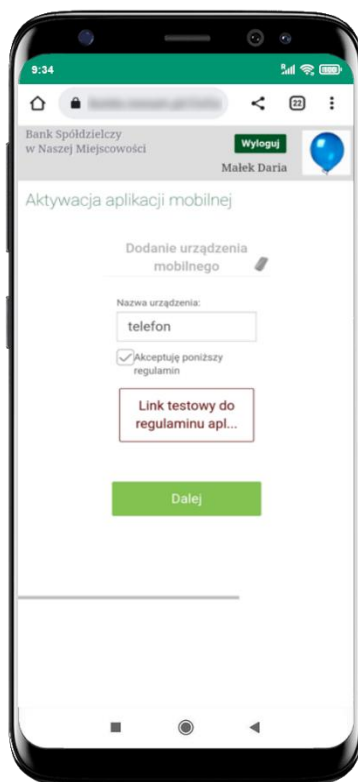 9:34
22
Bank Spółdzielczy
w Naszej Miejscowości
Wyloguj
Małek Daria
Aktywacja aplikacji mobilnej
Dodanie urządzenia
mobilnego
Nazwa urządzenia:
telefon
Akceptuję poniższy
regulamin
Link testowy do
regulaminu apl...
Dalej